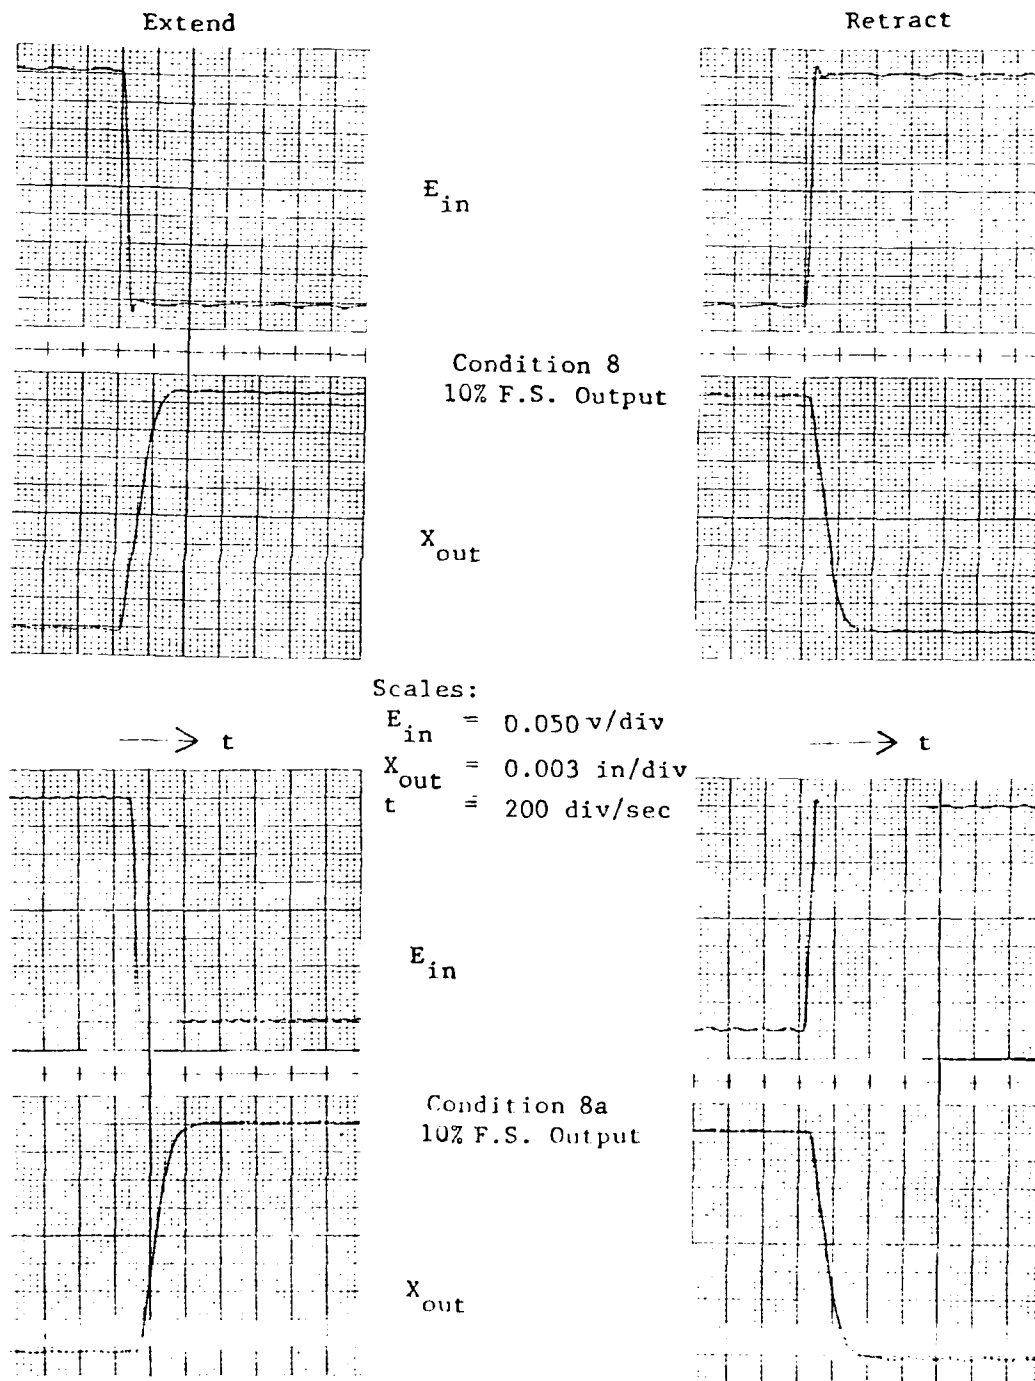 Extend
Retract
E in
Condition 8
10% F.S. Output
X out
Scales:
E in = 0.050 v/div
X out = 0.003 in/div
t = 200 div/sec
t
t
E in
Condition 8a
10% F.S. Output
X out